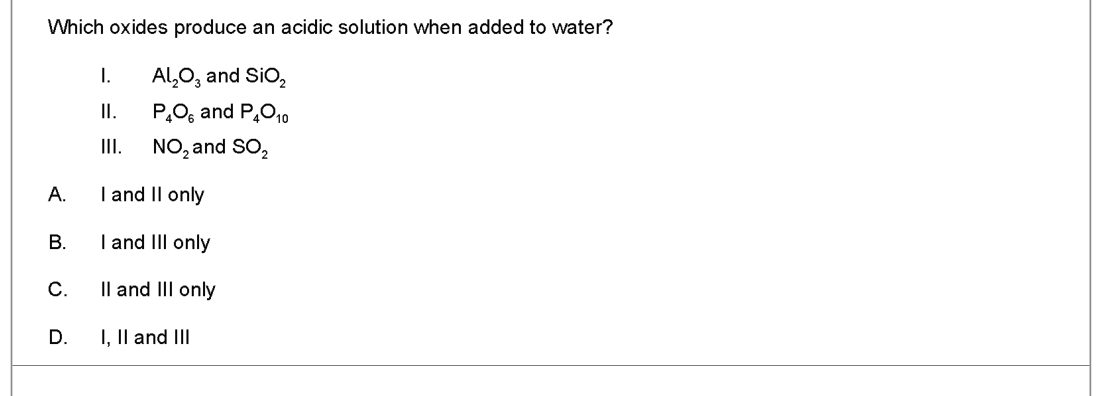 Which oxides produce an acidic solution when added to water?
I. Al₂O₃ and SiO₂
II. P₄O₆ and P₄O₁₀
III. NO₂ and SO₂
A. I and II only
B. I and III only
C. II and III only
D. I, II and III